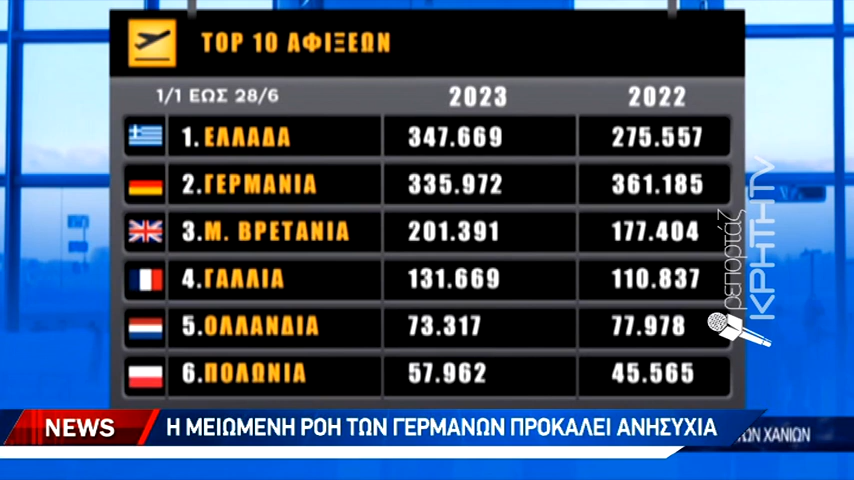 TOP 10 ΑΦΙΞΕΩΝ
1/1 ΕΩΣ 28/6 2023 2022
1. ΕΛΛΑΔΑ 347.669 275.557
2. ΓΕΡΜΑΝΙΑ 335.972 361.185
3. Μ. ΒΡΕΤΑΝΙΑ 201.391 177.404
4. ΓΑΛΛΙΑ 131.669 110.837
5. ΟΛΛΑΝΔΙΑ 73.317 77.978
6. ΠΟΛΩΝΙΑ 57.962 45.565
ρεπορτάζ
ΚΡΗΤΗ TV
NEWS Η ΜΕΙΩΜΕΝΗ ΡΟΗ ΤΩΝ ΓΕΡΜΑΝΩΝ ΠΡΟΚΑΛΕΙ ΑΝΗΣΥΧΙΑ
ΧΑΝΙΩΝ